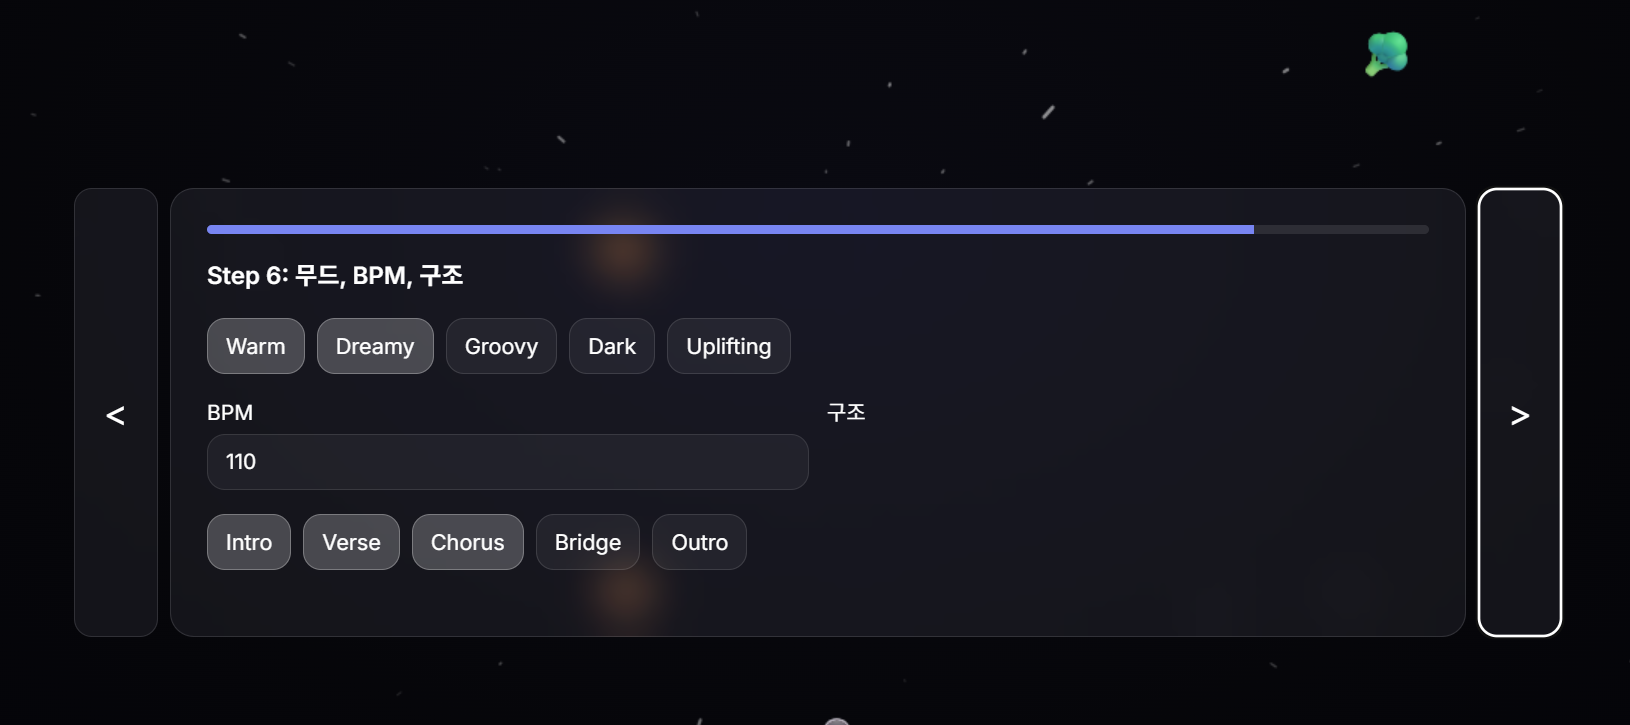 Step 6: 무드, BPM, 구조
Warm Dreamy Groovy Dark Uplifting
BPM 구조
110
< >
Intro Verse Chorus Bridge Outro